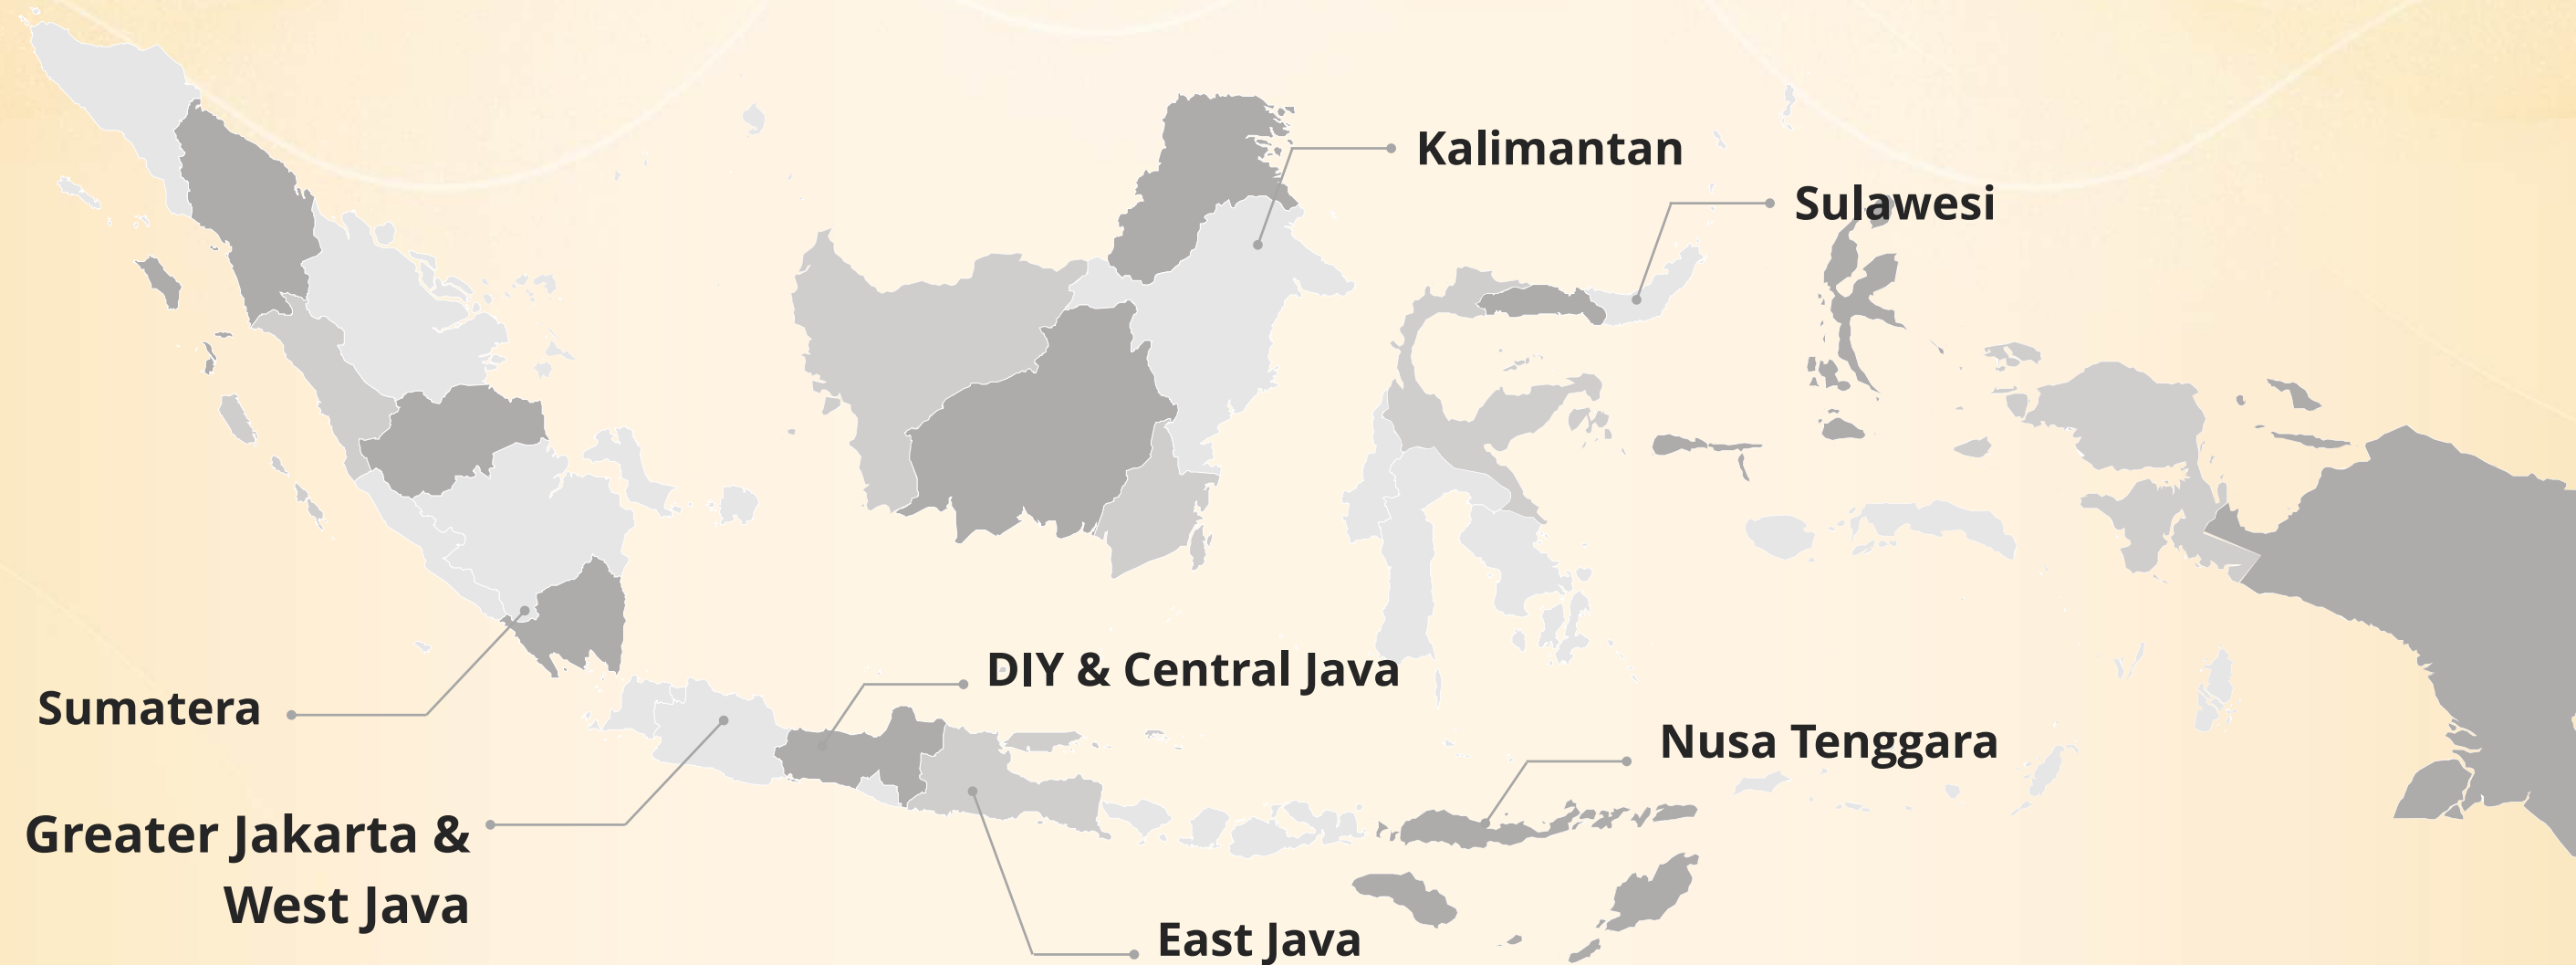 Kalimantan
Sulawesi
DIY & Central Java
Sumatera
Nusa Tenggara
Greater Jakarta &
West Java
East Java